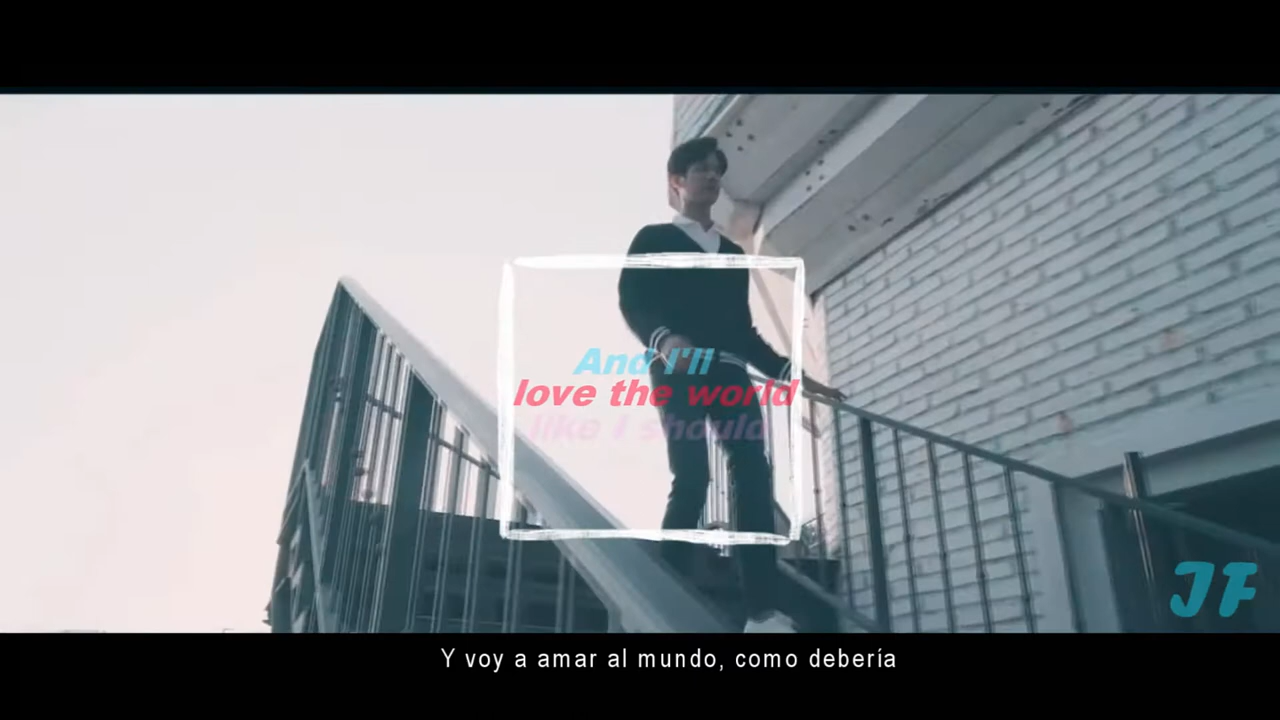 And I'll
love the world
like I should
JF
Y voy a amar al mundo, como debería